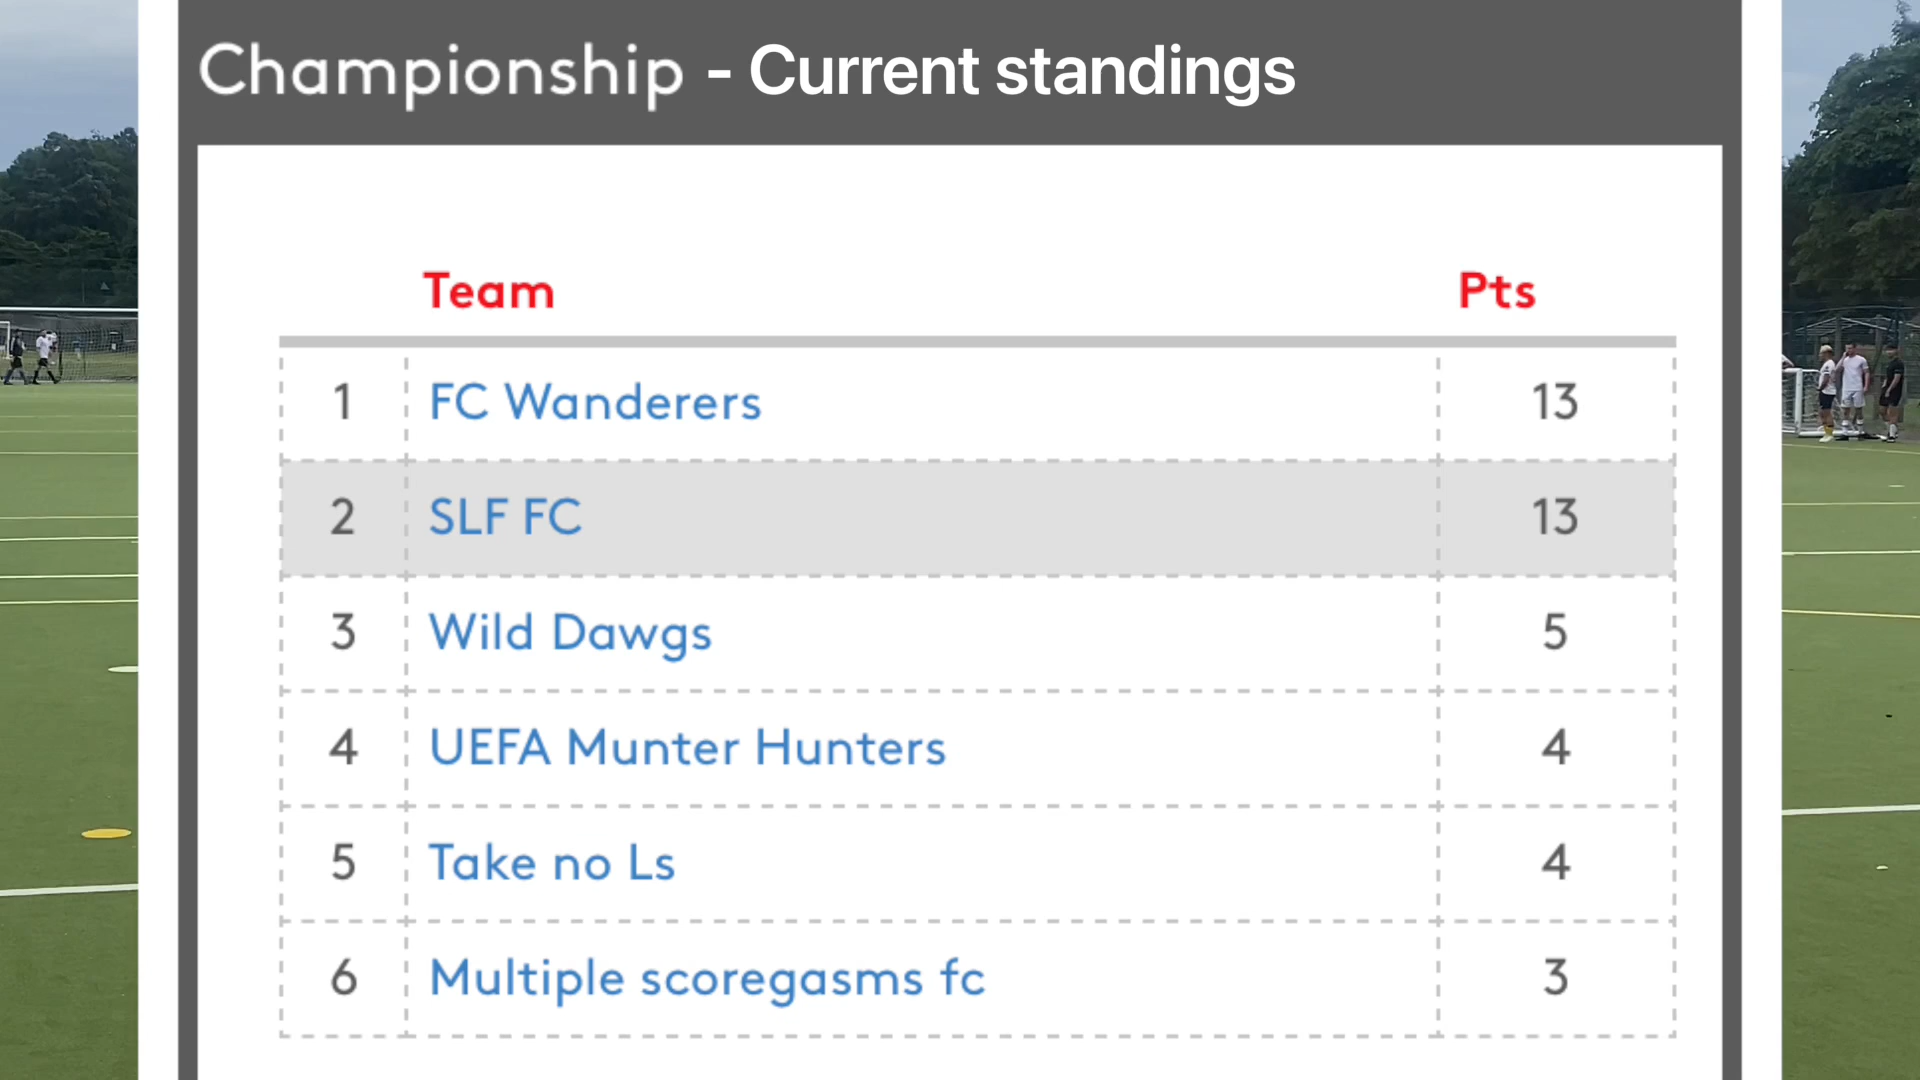 Championship - Current standings
Team Pts
1 FC Wanderers 13
2 SLF FC 13
3 Wild Dawgs 5
4 UEFA Munter Hunters 4
5 Take no Ls 4
6 Multiple scoregasms fc 3